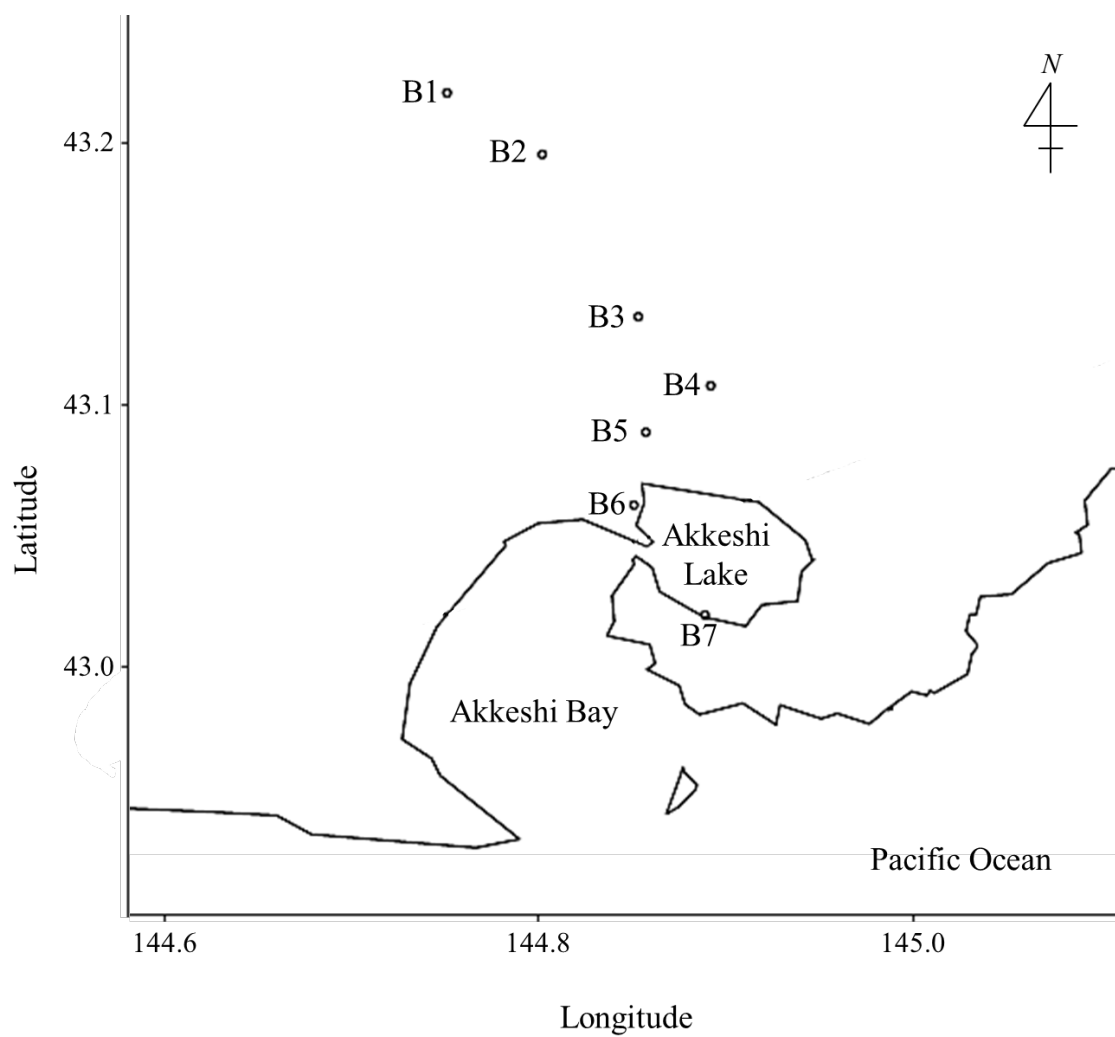 N
B1
43.2
B2
B3
B4
43.1
B5
B6
Akkeshi
Lake
B7
43.0
Akkeshi Bay
Pacific Ocean
144.6
144.8
145.0
Longitude
Latitude